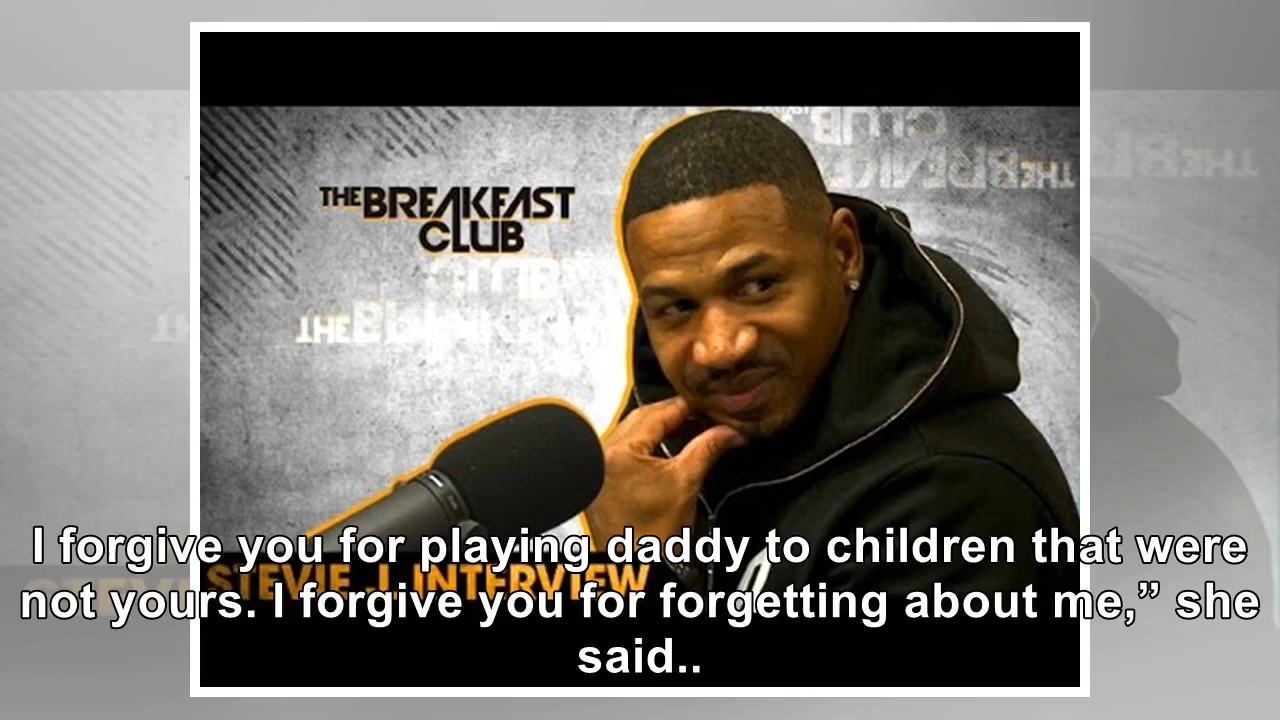 THE BREAKFAST
CLUB
STEVIE J. INTERVIEW
I forgive you for playing daddy to children that were
not yours. I forgive you for forgetting about me,” she
said..